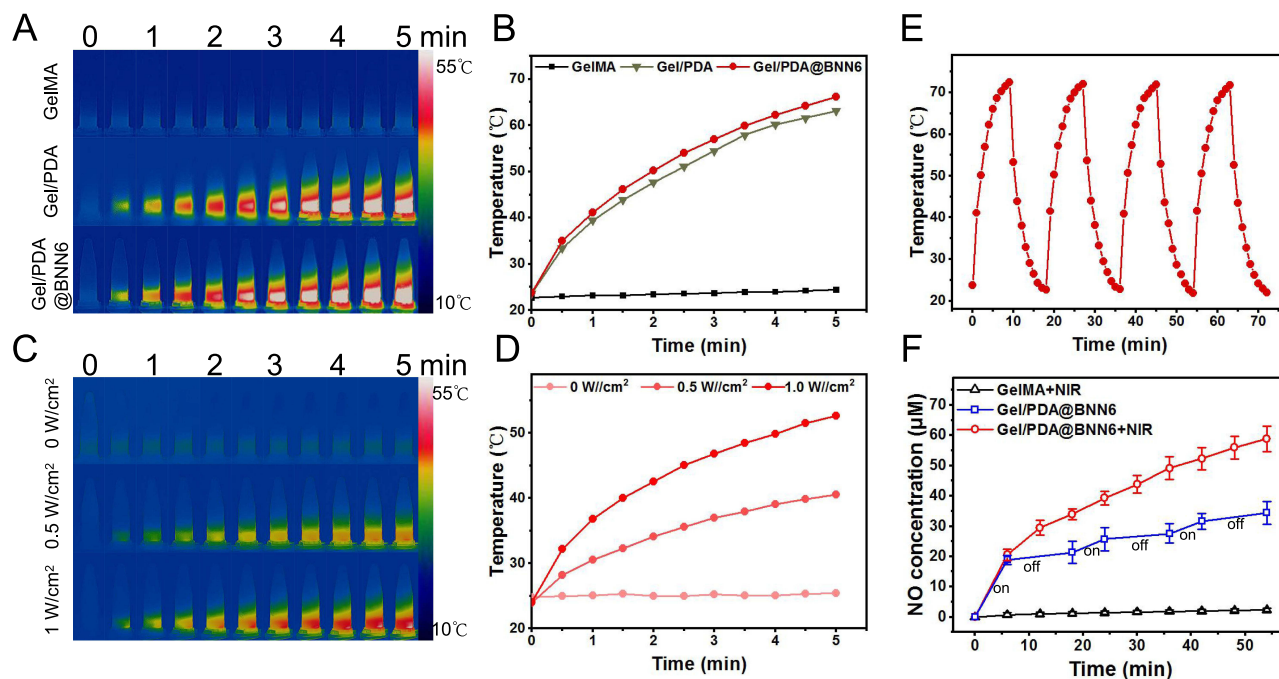 A
0 1 2 3 4 5 min
GelMA
Gel/PDA
Gel/PDA
@BNN6
55℃
10℃
B
GelMA Gel/PDA Gel/PDA@BNN6
Temperature (℃)
70
60
50
40
30
20
0 1 2 3 4 5
Time (min)
E
Temperature (℃)
70
60
50
40
30
20
0 10 20 30 40 50 60 70
Time (min)
C
0 1 2 3 4 5 min
0 W/cm²
0.5 W/cm²
1 W/cm²
55℃
10℃
D
0 W//cm² 0.5 W//cm² 1.0 W//cm²
Temperature (℃)
50
40
30
20
0 1 2 3 4 5
Time (min)
F
GelMA+NIR
Gel/PDA@BNN6
Gel/PDA@BNN6+NIR
NO concentration (μM)
70
60
50
40
30
20
10
0
on
off
on
off
on
off
0 10 20 30 40 50
Time (min)